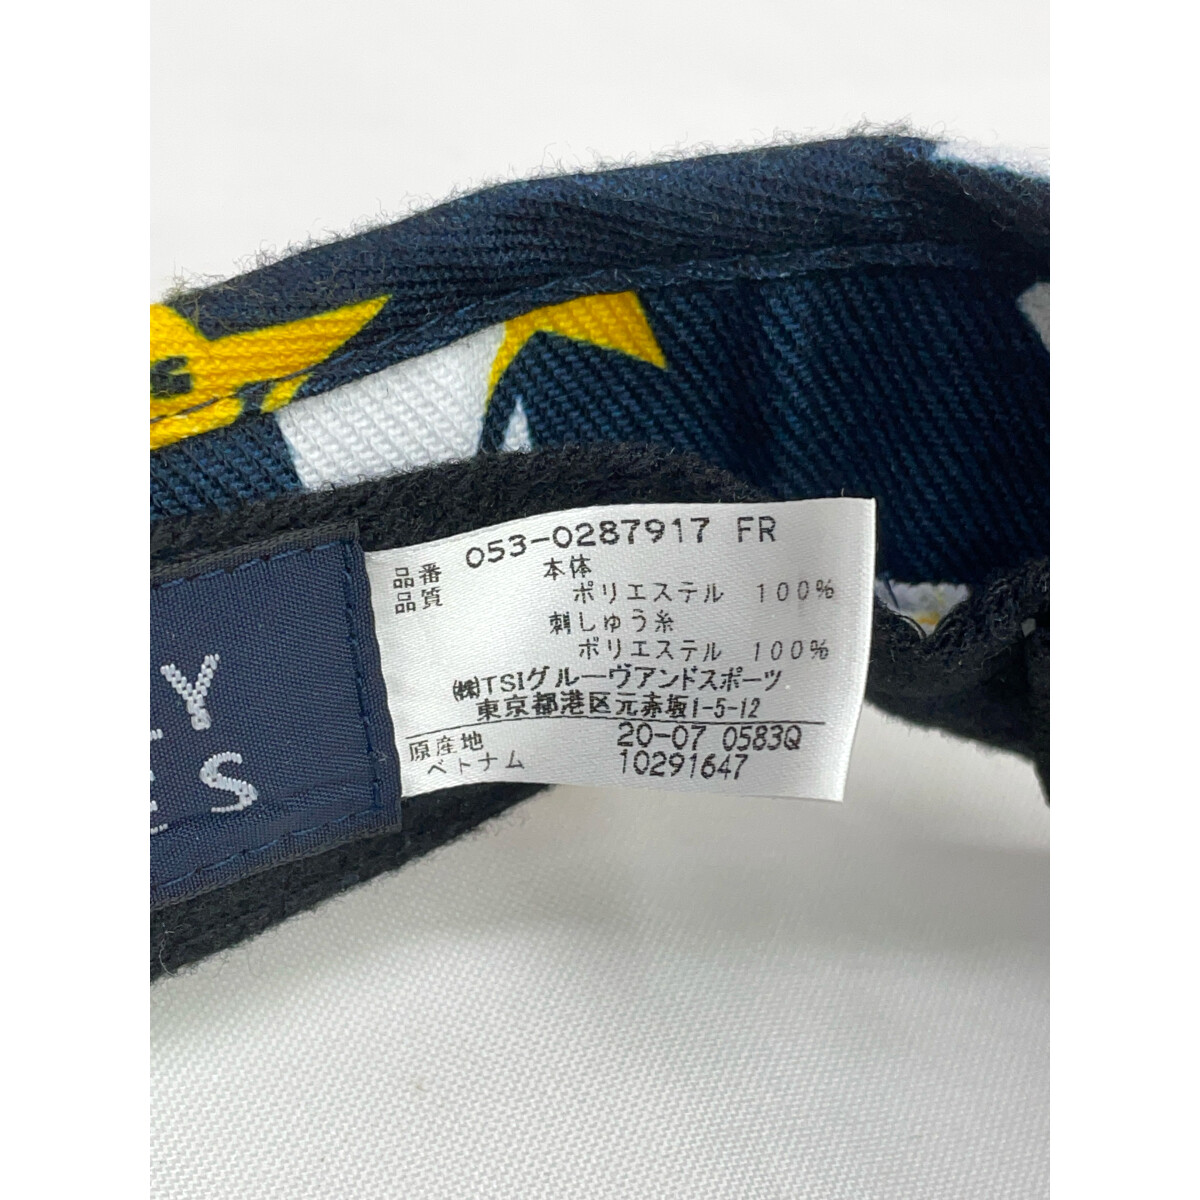 品番 053-0287917 FR
品質 本体
ポリエステル 100%
刺しゅう糸
ポリエステル 100%
㈱TSIグルーヴアンドスポーツ
東京都港区元赤坂1-5-12
原産地 20-07 0583Q
ベトナム 10291647